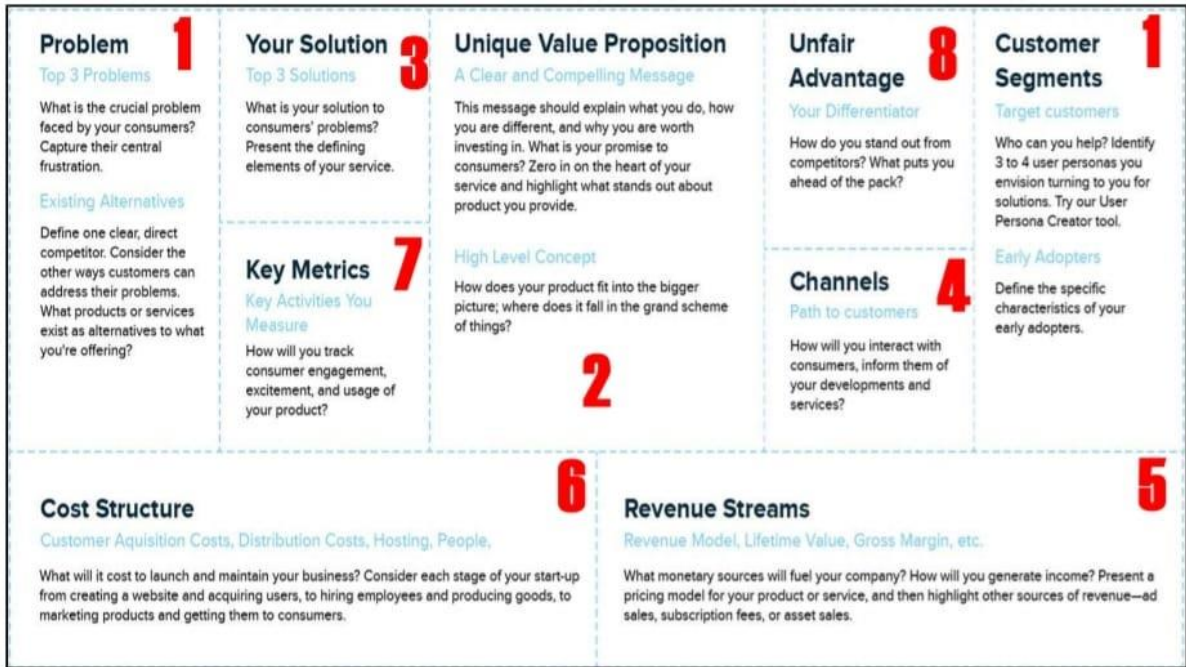 Problem
1
Top 3 Problems
What is the crucial problem
faced by your consumers?
Capture their central
frustration.
Existing Alternatives
Define one clear, direct
competitor. Consider the
other ways customers can
address their problems.
What products or services
exist as alternatives to what
you're offering?
Your Solution
3
Top 3 Solutions
What is your solution to
consumers' problems?
Present the defining
elements of your service.
7
Key Metrics
Key Activities You
Measure
How will you track
consumer engagement,
excitement, and usage of
your product?
Unique Value Proposition
A Clear and Compelling Message
This message should explain what you do, how
you are different, and why you are worth
investing in. What is your promise to
consumers? Zero in on the heart of your
service and highlight what stands out about
product you provide.
High Level Concept
How does your product fit into the bigger
picture; where does it fall in the grand scheme
of things?
2
Unfair
Advantage
8
Your Differentiator
How do you stand out from
competitors? What puts you
ahead of the pack?
Channels
4
Path to customers
How will you interact with
consumers, inform them of
your developments and
services?
Customer
Segments
1
Target customers
Who can you help? Identify
3 to 4 user personas you
envision turning to you for
solutions. Try our User
Persona Creator tool.
Early Adopters
Define the specific
characteristics of your
early adopters.
6
Cost Structure
Customer Aquisition Costs, Distribution Costs, Hosting, People,
What will it cost to launch and maintain your business? Consider each stage of your start-up
from creating a website and acquiring users, to hiring employees and producing goods, to
marketing products and getting them to consumers.
5
Revenue Streams
Revenue Model, Lifetime Value, Gross Margin, etc.
What monetary sources will fuel your company? How will you generate income? Present a
pricing model for your product or service, and then highlight other sources of revenue—ad
sales, subscription fees, or asset sales.